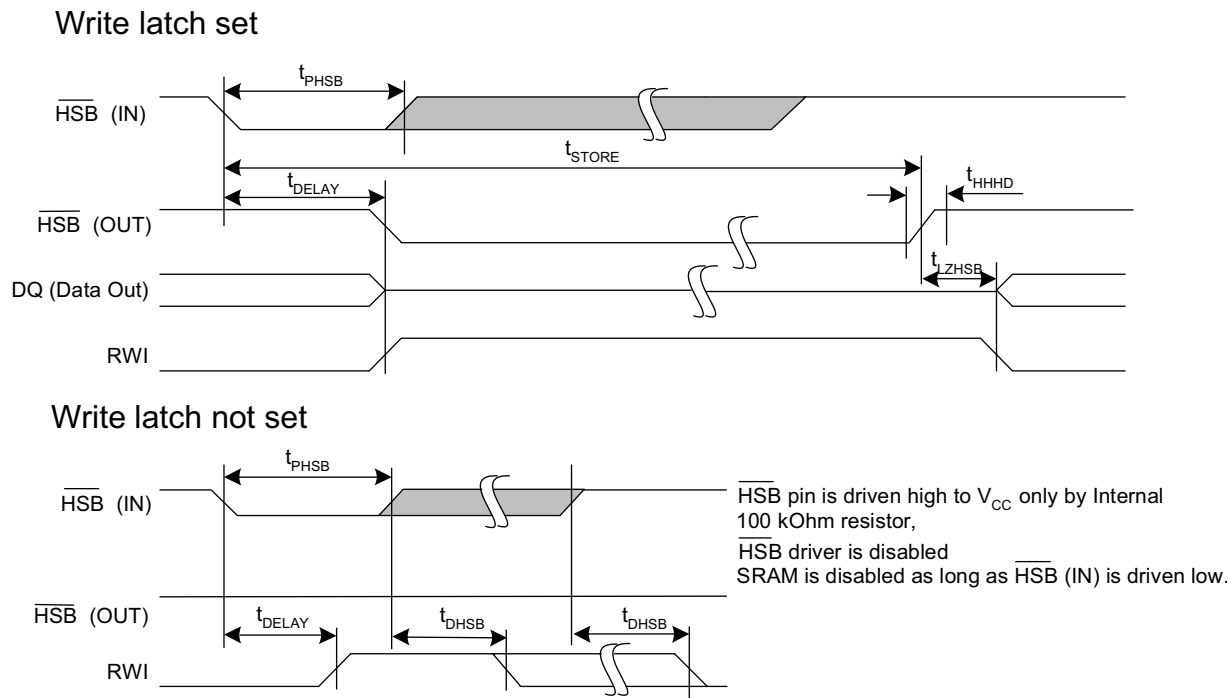 Write latch set
tPHSB
HSB (IN)
tSTORE
tDELAY
tHHHD
HSB (OUT)
tLZHSB
DQ (Data Out)
RWI
Write latch not set
tPHSB
HSB (IN)
HSB pin is driven high to VCC only by Internal
100 kOhm resistor,
HSB driver is disabled
SRAM is disabled as long as HSB (IN) is driven low.
HSB (OUT)
tDELAY
tDHSB
tDHSB
RWI